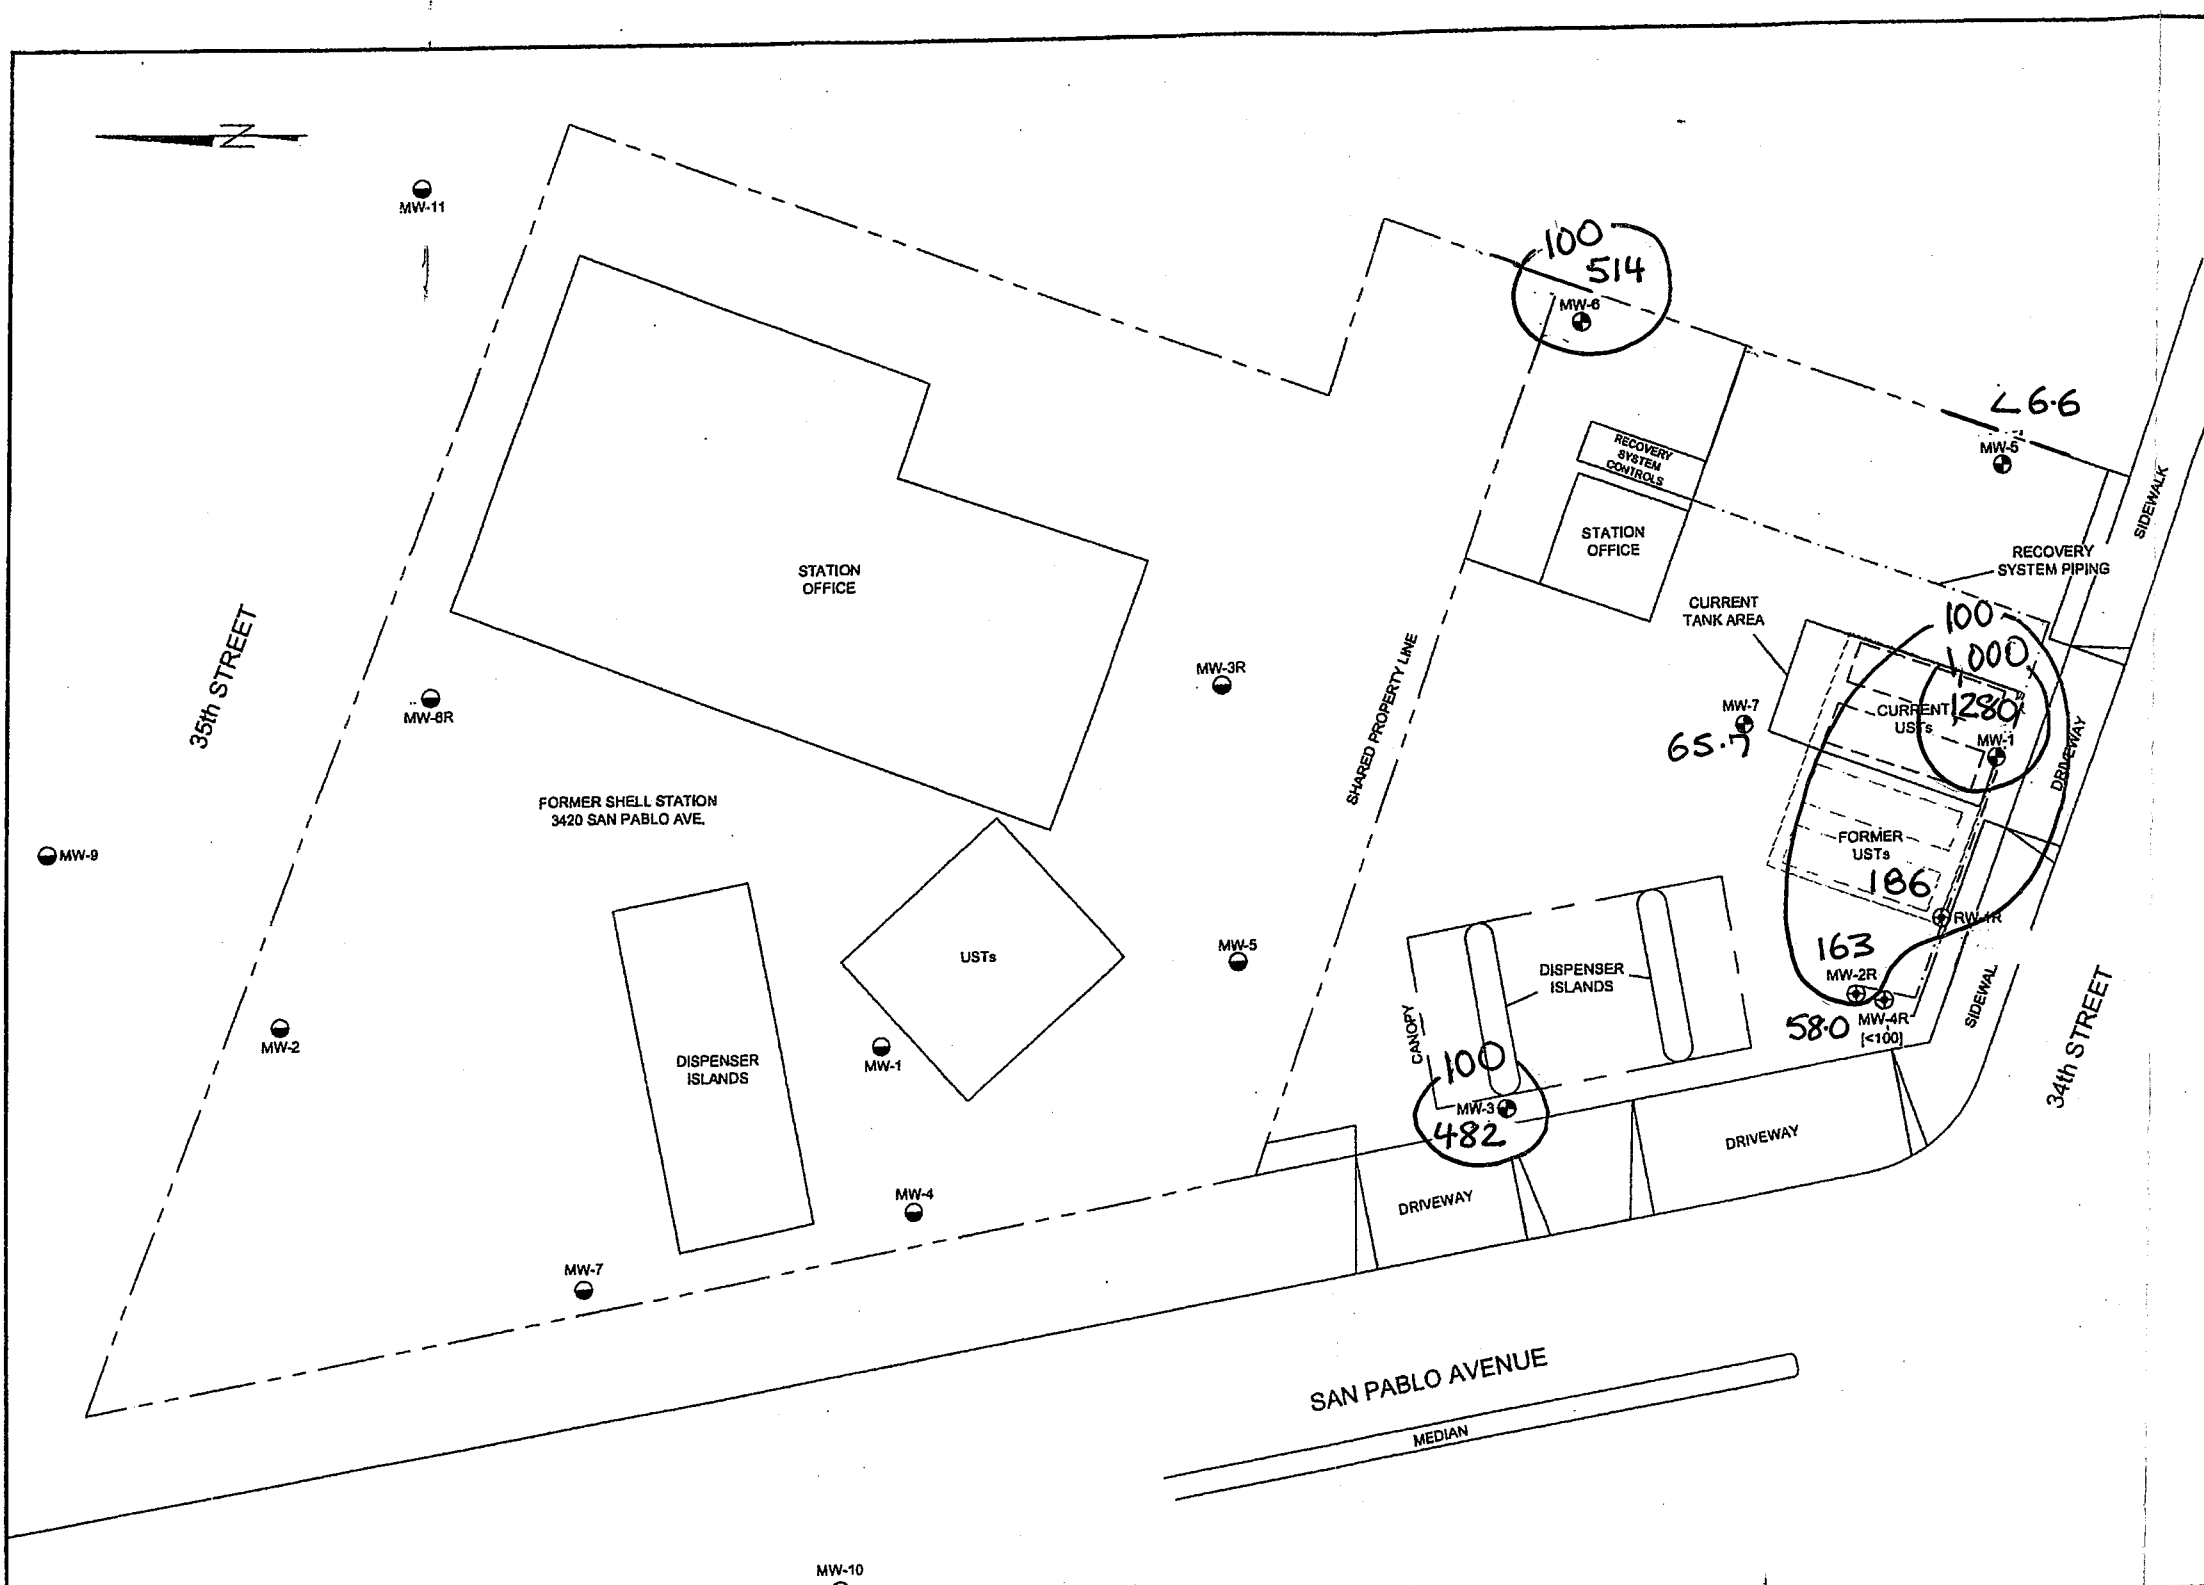 N
MW-11
100
514
MW-6
<6.6
MW-5
SIDEWALK
RECOVERY
SYSTEM
CONTROLS
STATION
OFFICE
RECOVERY
SYSTEM PIPING
STATION
OFFICE
CURRENT
TANK AREA
100
1000
35th STREET
SHARED PROPERTY LINE
MW-3R
MW-8R
MW-7
65.7
CURRENT
USTs
1280
MW-1
DRIVEWAY
FORMER SHELL STATION
3420 SAN PABLO AVE.
MW-9
FORMER
USTs
186
RW-1R
USTs
MW-5
163
MW-2R
DISPENSER
ISLANDS
CANOPY
58.0
MW-4R
[<100]
SIDEWAL
34th STREET
MW-2
DISPENSER
ISLANDS
MW-1
100
MW-3
482
DRIVEWAY
DRIVEWAY
MW-4
MW-7
SAN PABLO AVENUE
MEDIAN
MW-10